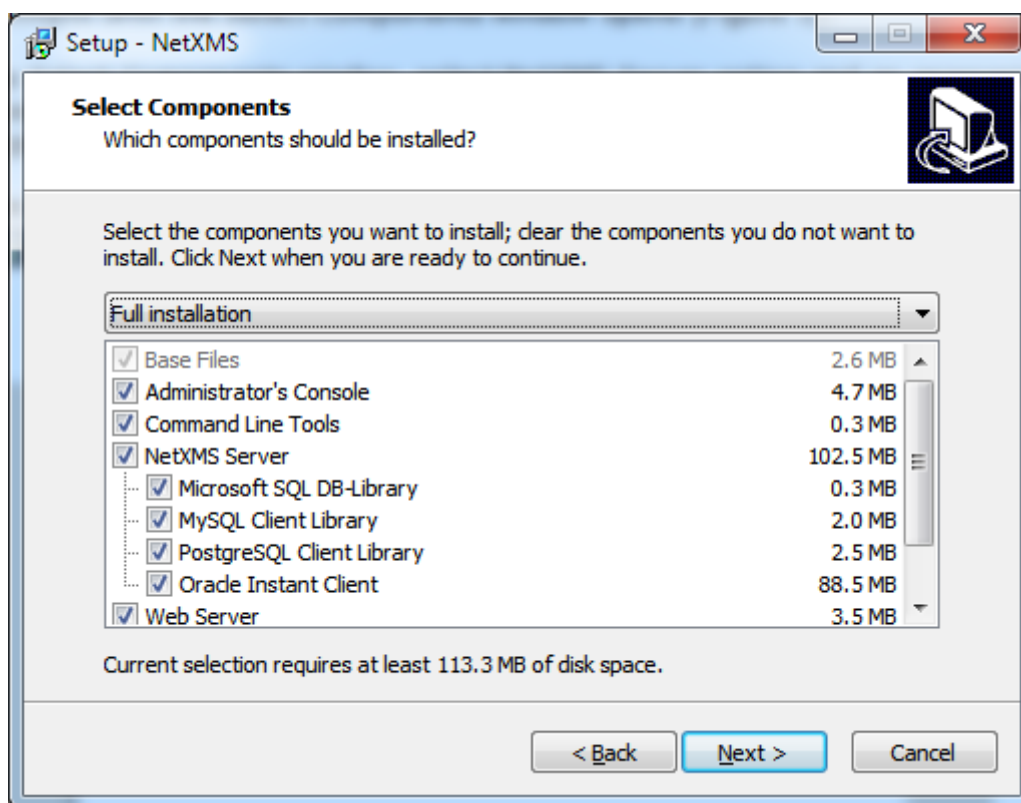 Setup - NetXMS
Select Components
Which components should be installed?
Select the components you want to install; clear the components you do not want to
install. Click Next when you are ready to continue.
Full installation
Base Files 2.6 MB
Administrator's Console 4.7 MB
Command Line Tools 0.3 MB
NetXMS Server 102.5 MB
Microsoft SQL DB-Library 0.3 MB
MySQL Client Library 2.0 MB
PostgreSQL Client Library 2.5 MB
Oracle Instant Client 88.5 MB
Web Server 3.5 MB
Current selection requires at least 113.3 MB of disk space.
< Back Next > Cancel